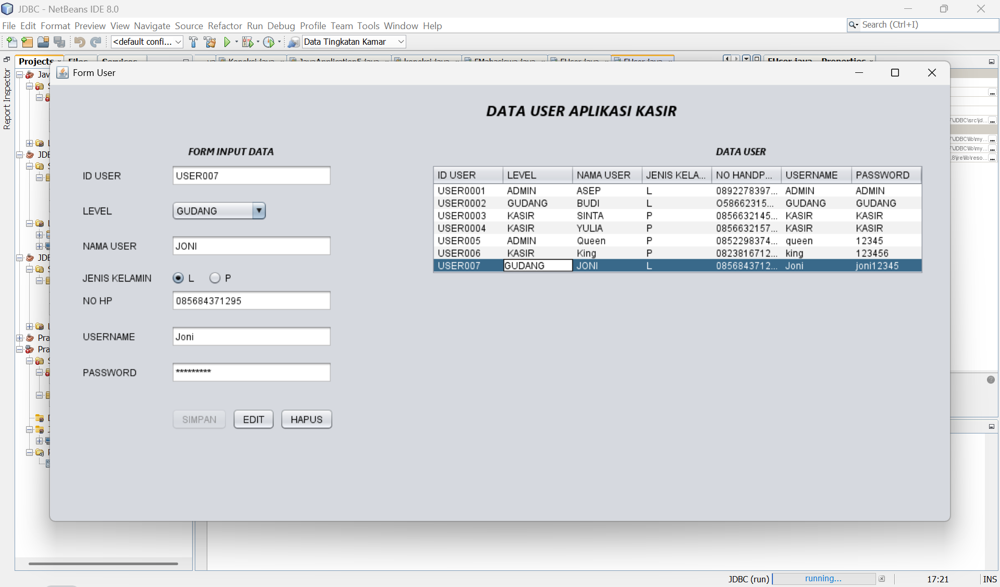 JDBC - NetBeans IDE 8.0
File Edit Format Preview View Navigate Source Refactor Run Debug Profile Team Tools Window Help
Search (Ctrl+I)
<default confi...
Data Tingkatan Kamar
Projects
Report Inspector
Form User
DATA USER APLIKASI KASIR
FORM INPUT DATA
ID USER USER007
LEVEL GUDANG
NAMA USER JONI
JENIS KELAMIN L P
NO HP 085684371295
USERNAME Joni
PASSWORD *********
SIMPAN EDIT HAPUS
DATA USER
ID USER LEVEL NAMA USER JENIS KELA... NO HANDP... USERNAME PASSWORD
USER0001 ADMIN ASEP L 0892278397... ADMIN ADMIN
USER0002 GUDANG BUDI L O58662315... GUDANG GUDANG
USER0003 KASIR SINTA P 0856632145... KASIR KASIR
USER0004 KASIR YULIA P 0856632157... KASIR KASIR
USER005 ADMIN Queen P 0852298374... queen 12345
USER006 KASIR King P 0823816712... king 123456
USER007 GUDANG JONI L 0856843712... Joni joni12345
JDBC (run) running... 17:21 INS